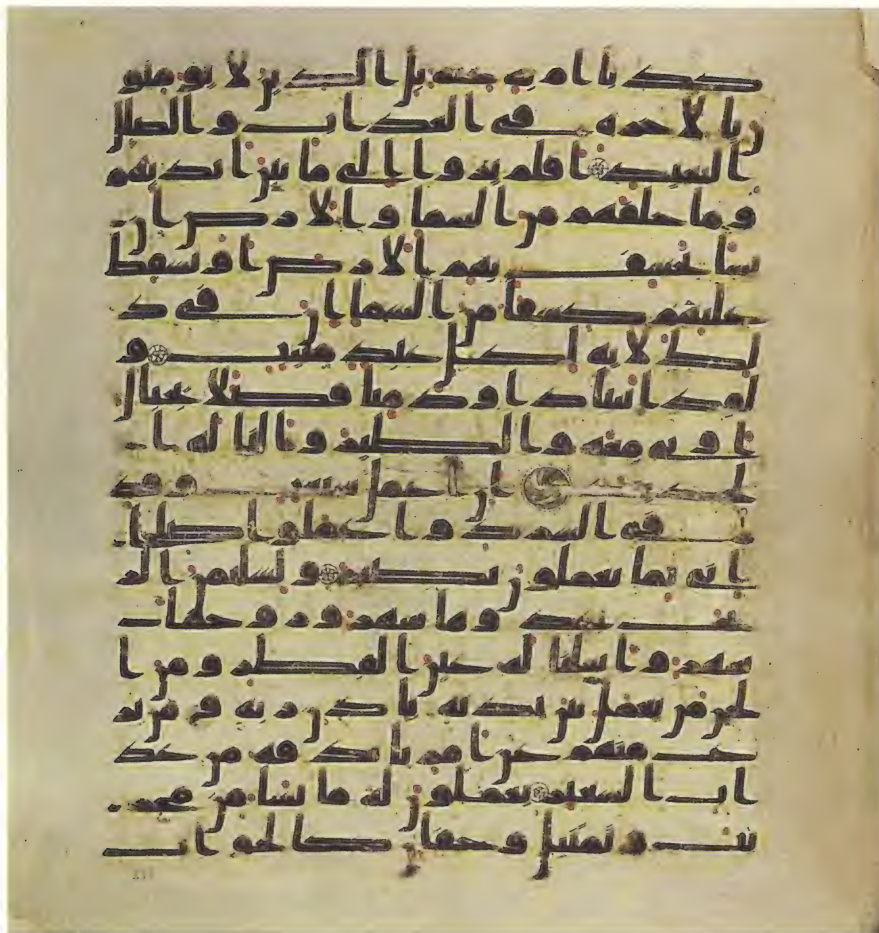 كذبا ام به جنه بل الذين لا يومنو
ن بالاخره في العذاب والضلل
البعيد افلم يروا الى ما بين ايديهم
وما خلفهم من السما والارض ان
نشا نخسف بهم الارض او نسقط
عليهم كسفا من السما ان في ذ
لك لايه لكل عبد منيب و
لقد اتينا داود منا فضلا يجبال
اوبي معه والطير والنا له ا
لحديد ان اعمل سبغت وقد
ر في السرد واعملوا صلحا
اني بما تعملون بصير ولسليمن الر
يح غدوها شهر ورواحها
شهر واسلنا له عين القطر ومن ا
لجن من يعمل بين يديه باذن ربه ومن يز
غ منهم عن امرنا نذقه من عذ
اب السعير يعملون له ما يشا من محر
يب وتمثيل وجفان كالجواب